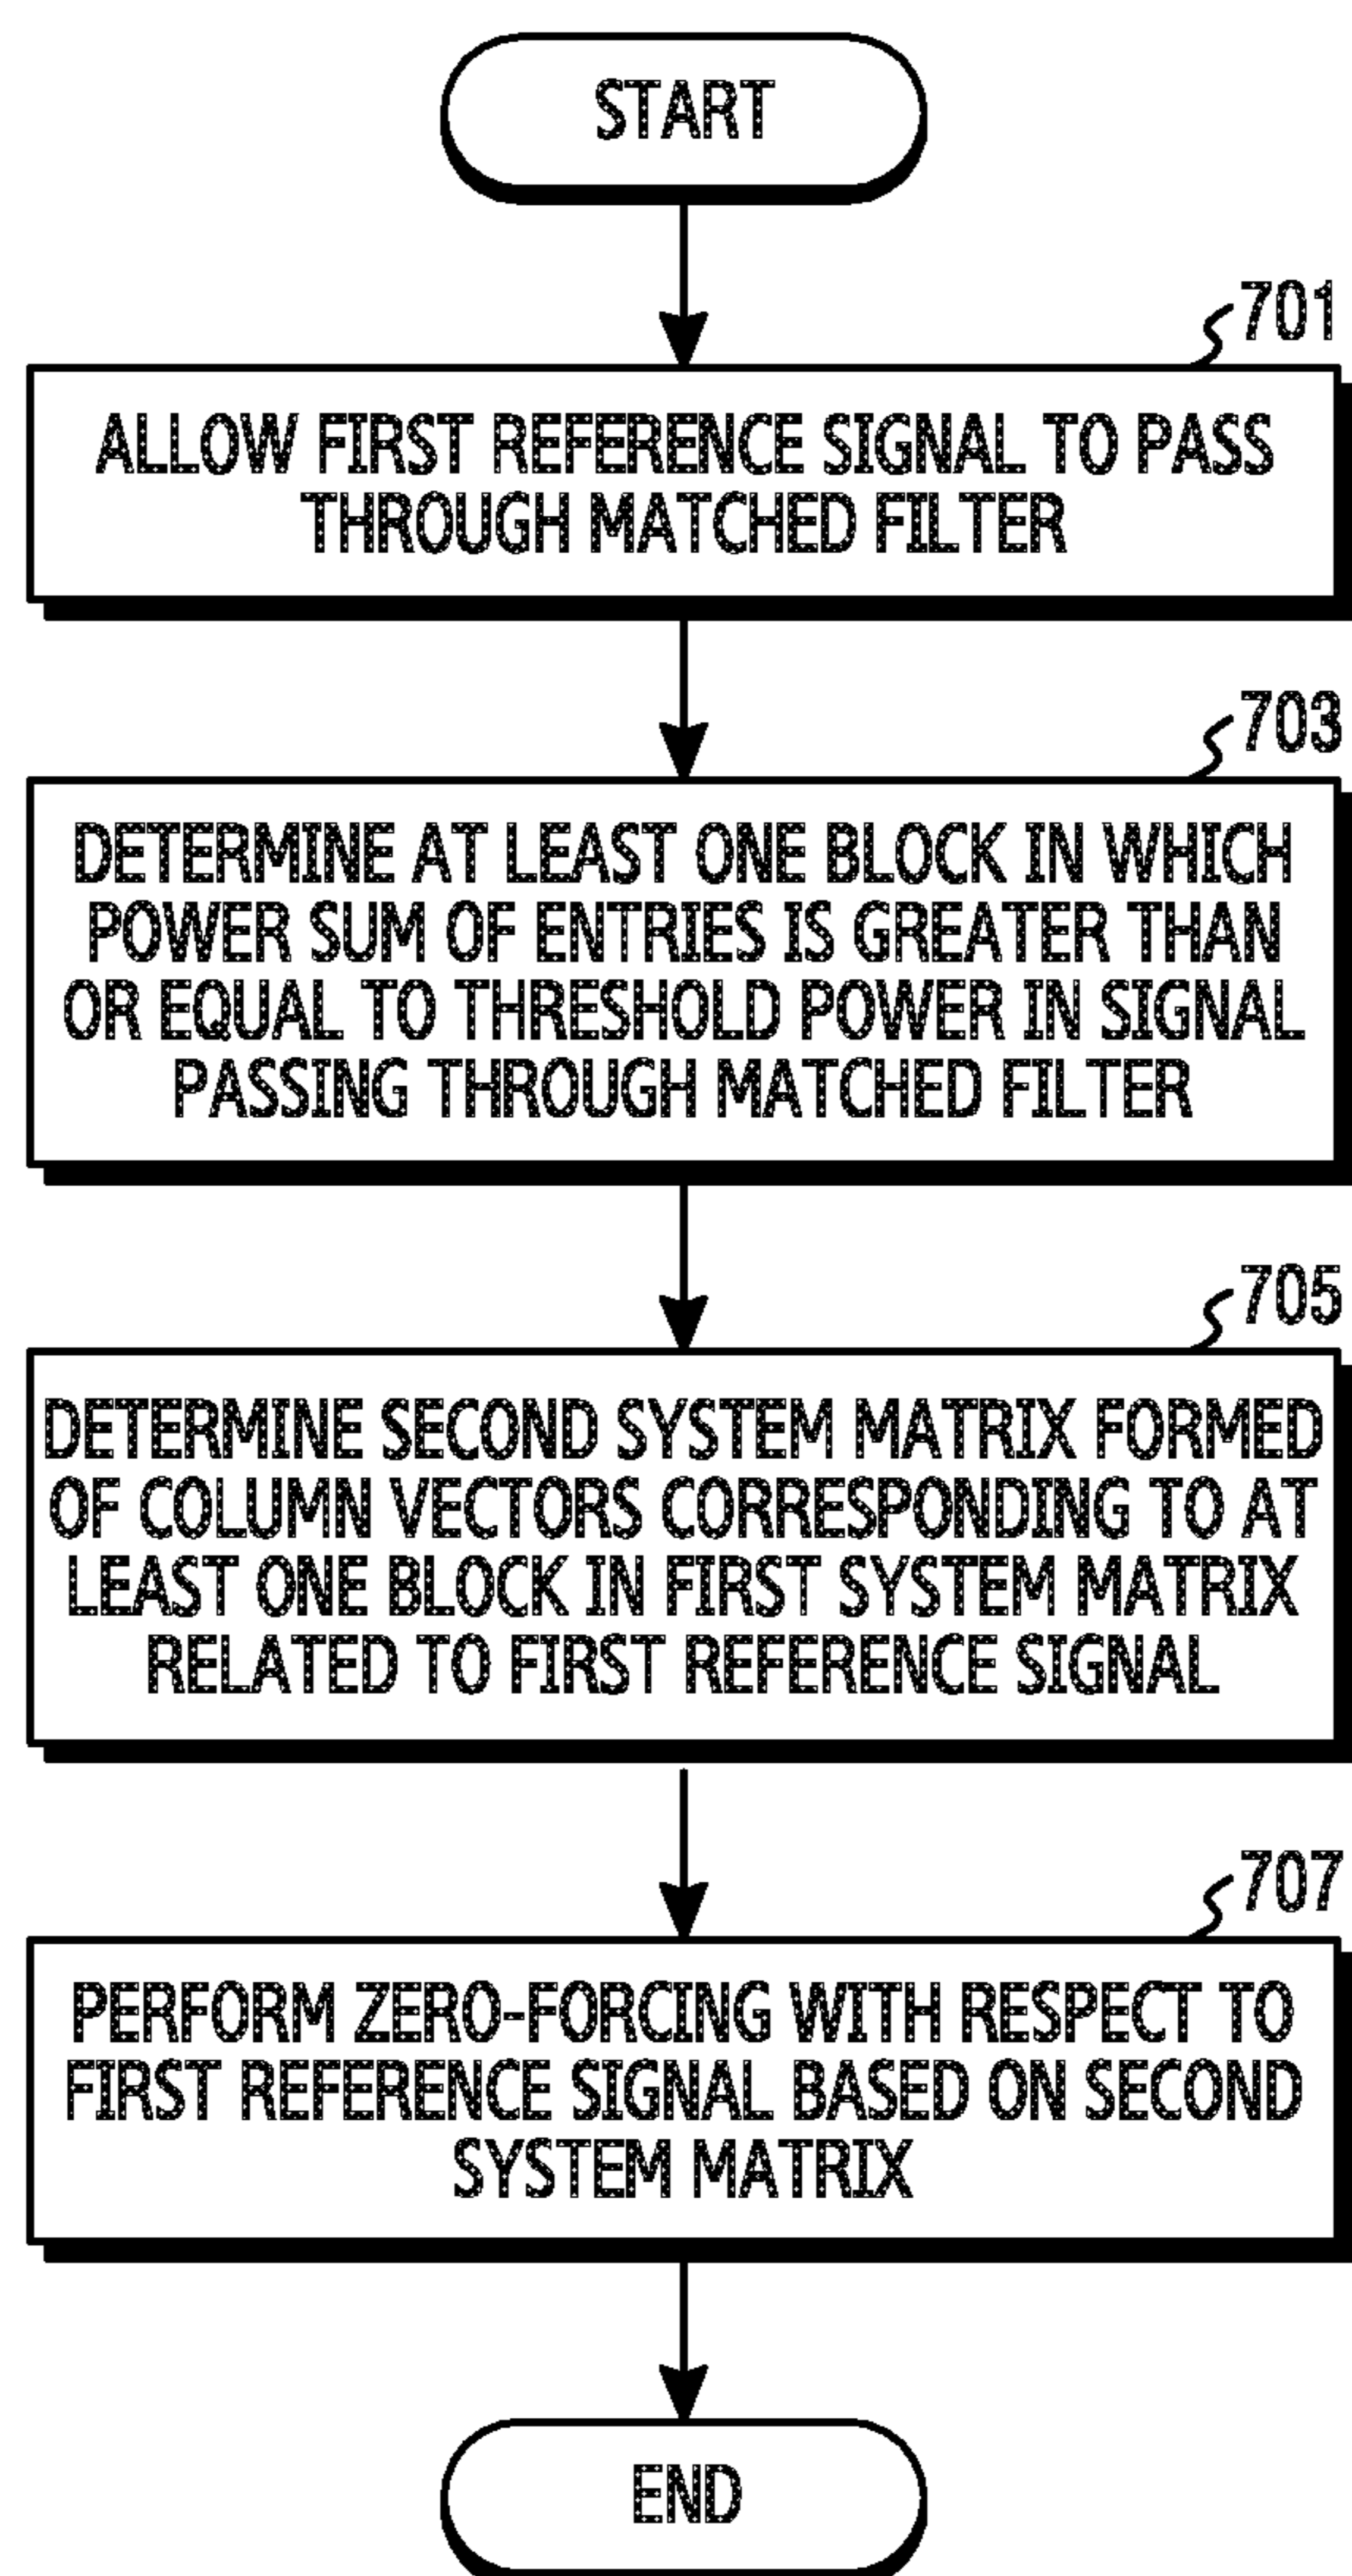 START
701
ALLOW FIRST REFERENCE SIGNAL TO PASS
THROUGH MATCHED FILTER
703
DETERMINE AT LEAST ONE BLOCK IN WHICH
POWER SUM OF ENTRIES IS GREATER THAN
OR EQUAL TO THRESHOLD POWER IN SIGNAL
PASSING THROUGH MATCHED FILTER
705
DETERMINE SECOND SYSTEM MATRIX FORMED
OF COLUMN VECTORS CORRESPONDING TO AT
LEAST ONE BLOCK IN FIRST SYSTEM MATRIX
RELATED TO FIRST REFERENCE SIGNAL
707
PERFORM ZERO-FORCING WITH RESPECT TO
FIRST REFERENCE SIGNAL BASED ON SECOND
SYSTEM MATRIX
END